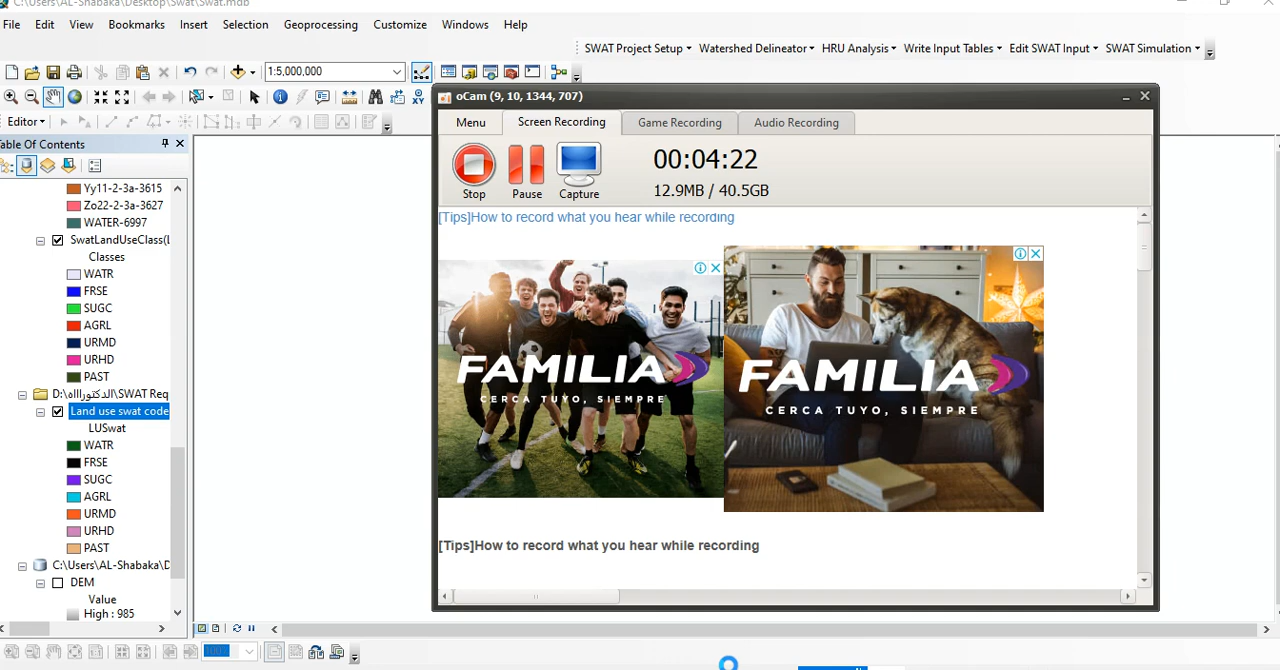 C:\Users\AL-Shabaka\Desktop\Swat\Swat.mdb
File Edit View Bookmarks Insert Selection Geoprocessing Customize Windows Help
SWAT Project Setup Watershed Delineator HRU Analysis Write Input Tables Edit SWAT Input SWAT Simulation
1:5,000,000
Editor
Table Of Contents
Yy11-2-3a-3615
Zo22-2-3a-3627
WATER-6997
SwatLandUseClass(L
Classes
WATR
FRSE
SUGC
AGRL
URMD
URHD
PAST
D:\الدكتوراااه\SWAT Req
Land use swat code
LUSwat
WATR
FRSE
SUGC
AGRL
URMD
URHD
PAST
C:\Users\AL-Shabaka\D
DEM
Value
High : 985
oCam (9, 10, 1344, 707)
Menu Screen Recording Game Recording Audio Recording
Stop Pause Capture
00:04:22
12.9MB / 40.5GB
[Tips]How to record what you hear while recording
FAMILIA
CERCA TUYO, SIEMPRE
FAMILIA
CERCA TUYO, SIEMPRE
[Tips]How to record what you hear while recording